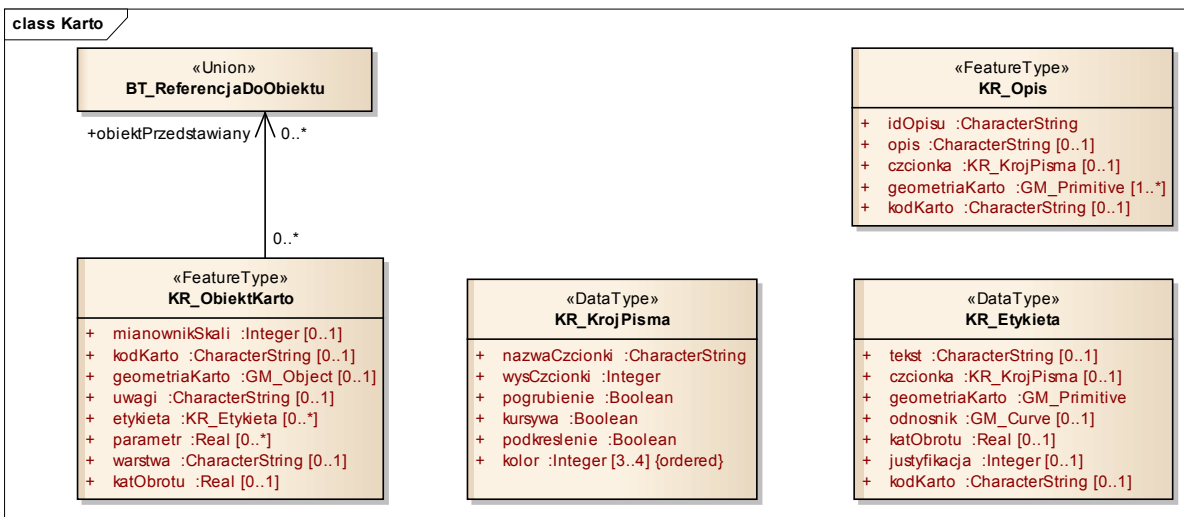 class Karto
«Union»
BT_ReferencjaDoObiektu
+obiektPrzedstawiany 0..*
0..*
«FeatureType»
KR_ObiektKarto
+ mianownikSkali :Integer [0..1]
+ kodKarto :CharacterString [0..1]
+ geometriaKarto :GM_Object [0..1]
+ uwagi :CharacterString [0..1]
+ etykieta :KR_Etykieta [0..*]
+ parametr :Real [0..*]
+ warstwa :CharacterString [0..1]
+ katObrotu :Real [0..1]
«DataType»
KR_KrojPisma
+ nazwaCzcionki :CharacterString
+ wysCzcionki :Integer
+ pogrubienie :Boolean
+ kursywa :Boolean
+ podkreslenie :Boolean
+ kolor :Integer [3..4] {ordered}
«FeatureType»
KR_Opis
+ idOpisu :CharacterString
+ opis :CharacterString [0..1]
+ czcionka :KR_KrojPisma [0..1]
+ geometriaKarto :GM_Primitive [1..*]
+ kodKarto :CharacterString [0..1]
«DataType»
KR_Etykieta
+ tekst :CharacterString [0..1]
+ czcionka :KR_KrojPisma [0..1]
+ geometriaKarto :GM_Primitive
+ odnosnik :GM_Curve [0..1]
+ katObrotu :Real [0..1]
+ justyfikacja :Integer [0..1]
+ kodKarto :CharacterString [0..1]